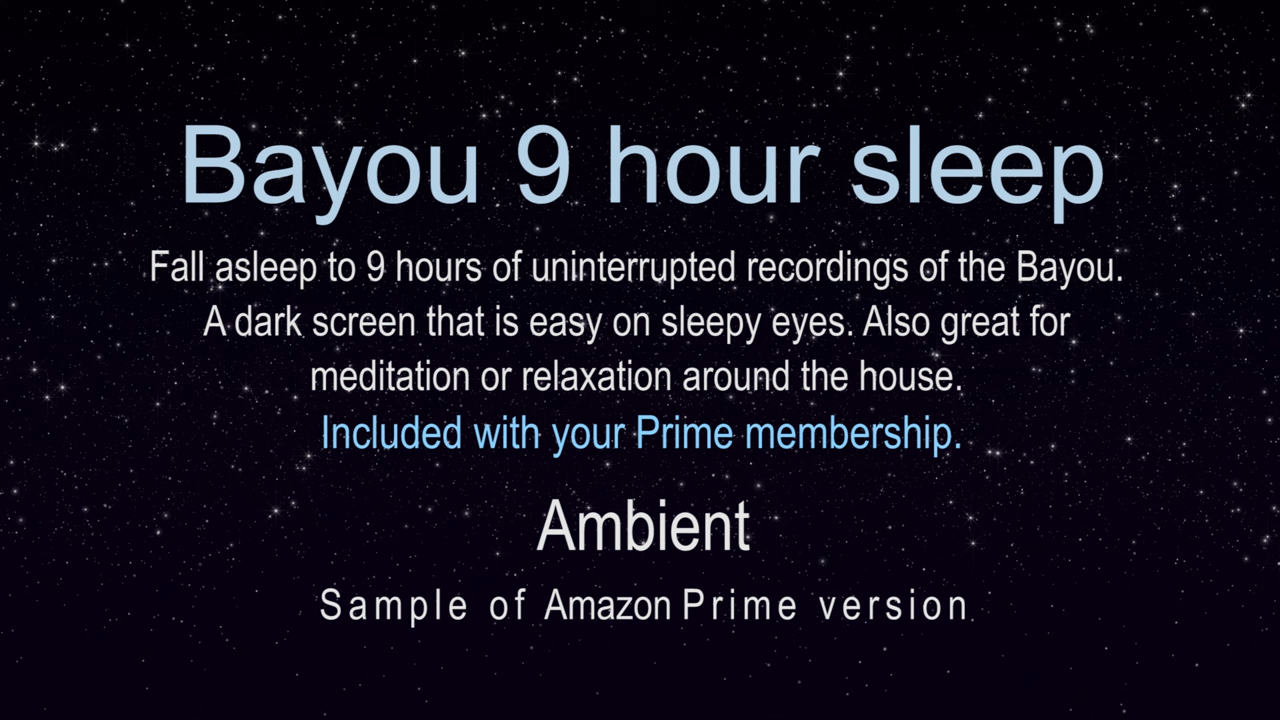 Bayou 9 hour sleep
Fall asleep to 9 hours of uninterrupted recordings of the Bayou.
A dark screen that is easy on sleepy eyes. Also great for
meditation or relaxation around the house.
Included with your Prime membership.
Ambient
Sample of Amazon Prime version